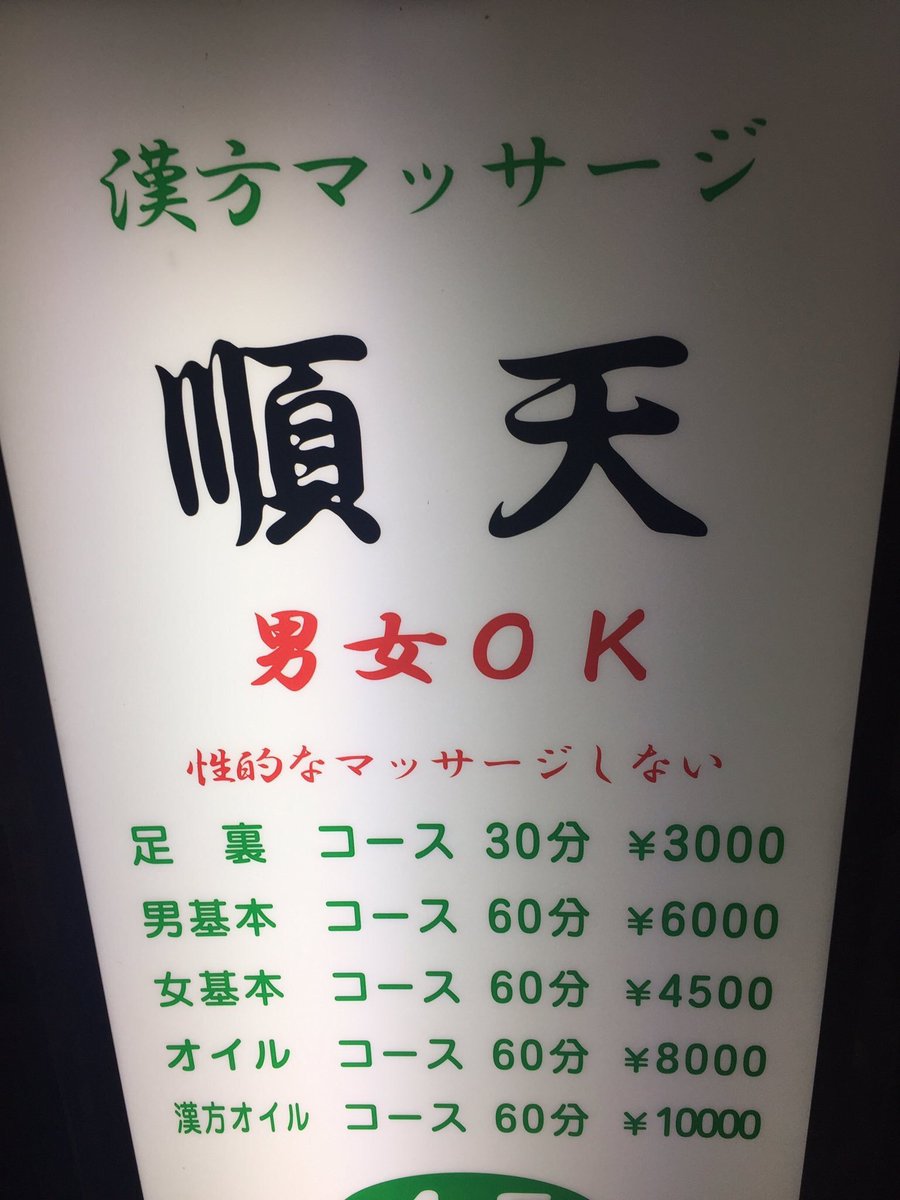 漢方マッサージ
順天
男女OK
性的なマッサージしない
足裏 コース 30分 ¥3000
男基本 コース 60分 ¥6000
女基本 コース 60分 ¥4500
オイル コース 60分 ¥8000
漢方オイル コース 60分 ¥10000